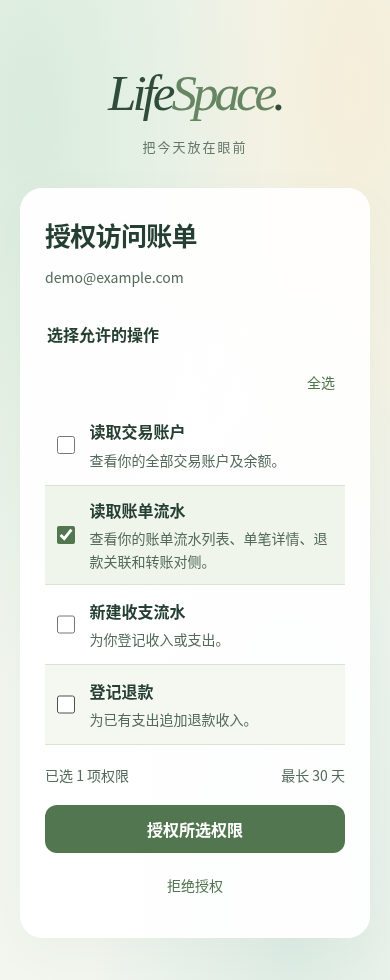 LifeSpace.
把今天放在眼前
授权访问账单
demo@example.com
选择允许的操作
全选
读取交易账户
查看你的全部交易账户及余额。
读取账单流水
查看你的账单流水列表、单笔详情、退
款关联和转账对侧。
新建收支流水
为你登记收入或支出。
登记退款
为已有支出追加退款收入。
已选 1 项权限
最长 30 天
授权所选权限
拒绝授权